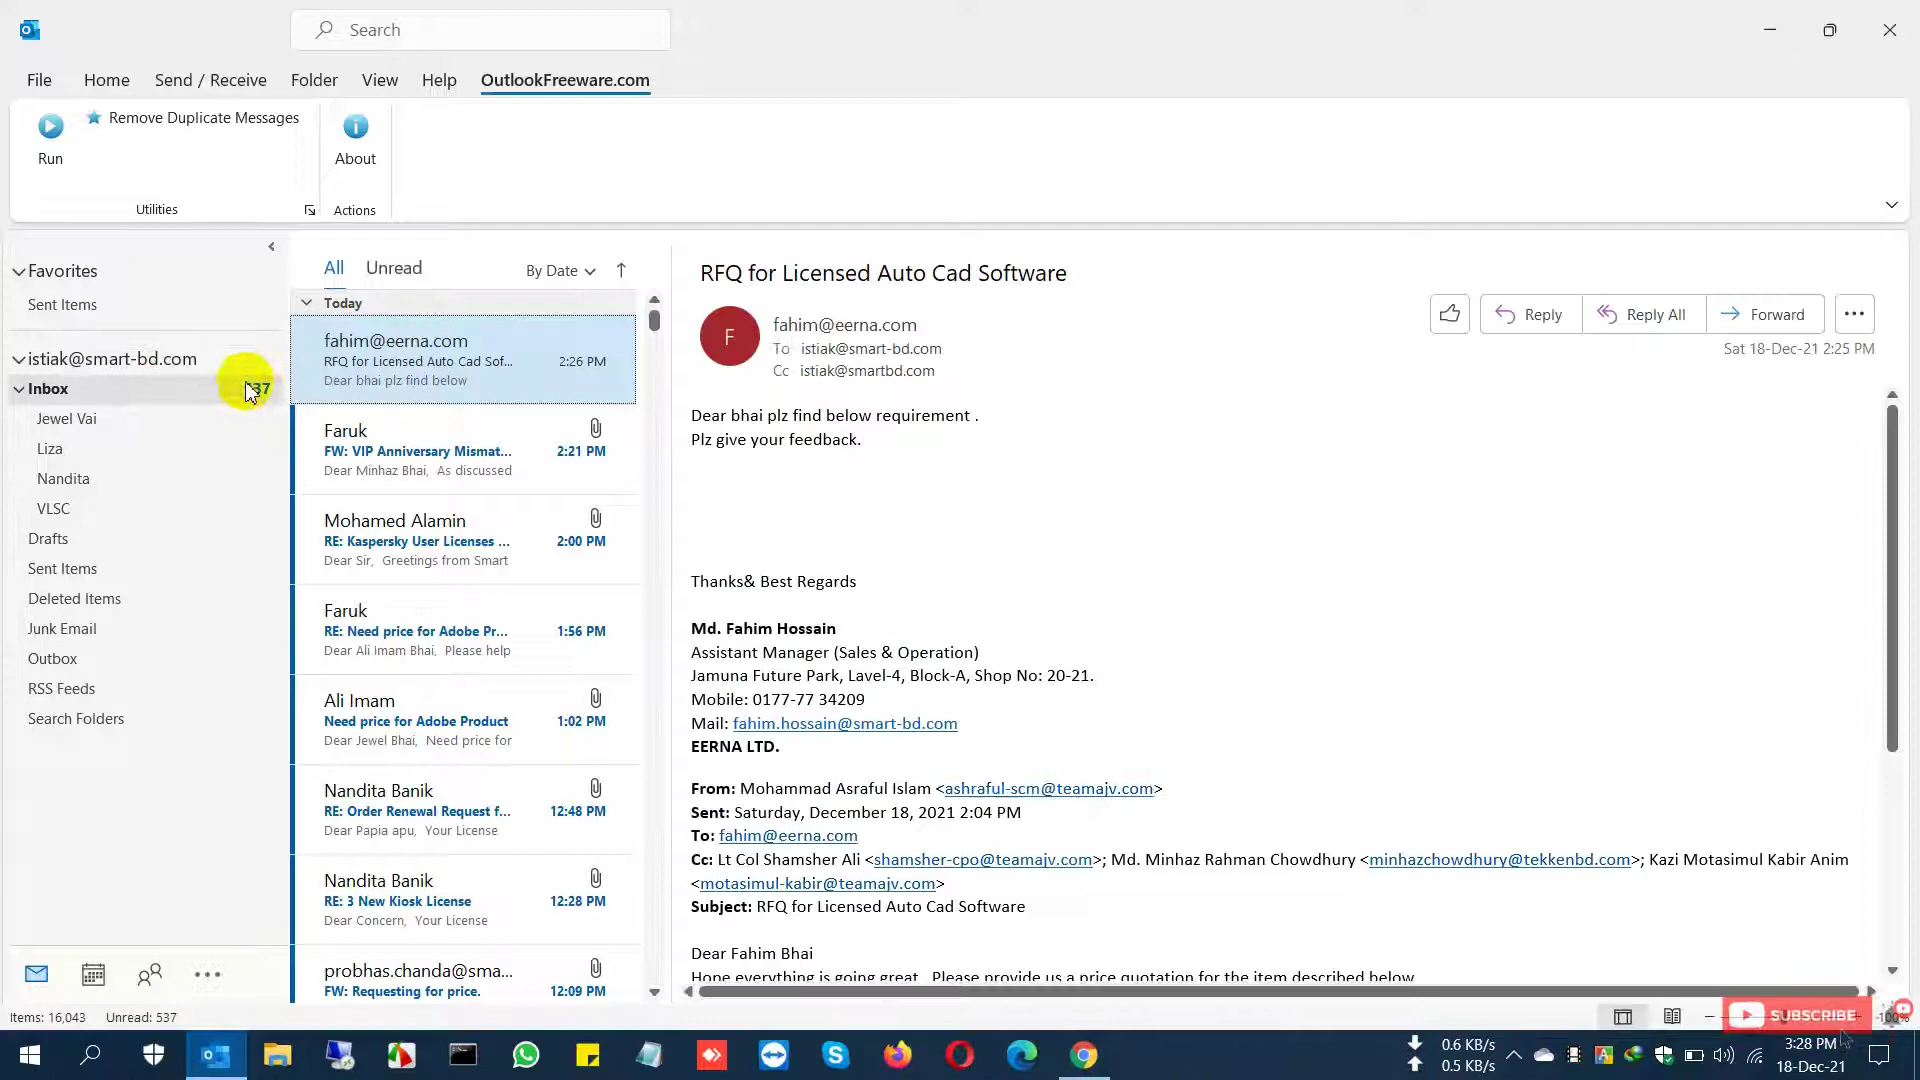 Search
File Home Send / Receive Folder View Help OutlookFreeware.com
Run
Remove Duplicate Messages
About
Utilities
Actions
Favorites
Sent Items
istiak@smart-bd.com
Inbox
Jewel Vai
Liza
Nandita
VLSC
Drafts
Sent Items
Deleted Items
Junk Email
Outbox
RSS Feeds
Search Folders
All Unread By Date
Today
fahim@eerna.com
RFQ for Licensed Auto Cad Sof... 2:26 PM
Dear bhai plz find below
Faruk
FW: VIP Anniversary Mismat... 2:21 PM
Dear Minhaz Bhai, As discussed
Mohamed Alamin
RE: Kaspersky User Licenses ... 2:00 PM
Dear Sir, Greetings from Smart
Faruk
RE: Need price for Adobe Pr... 1:56 PM
Dear Ali Imam Bhai, Please help
Ali Imam
Need price for Adobe Product 1:02 PM
Dear Jewel Bhai, Need price for
Nandita Banik
RE: Order Renewal Request f... 12:48 PM
Dear Papia apu, Your License
Nandita Banik
RE: 3 New Kiosk License 12:28 PM
Dear Concern, Your License
probhas.chanda@sma...
FW: Requesting for price. 12:09 PM
RFQ for Licensed Auto Cad Software
F
fahim@eerna.com
To istiak@smart-bd.com
Cc istiak@smartbd.com
Reply Reply All Forward
Sat 18-Dec-21 2:25 PM
Dear bhai plz find below requirement .
Plz give your feedback.
Thanks& Best Regards
Md. Fahim Hossain
Assistant Manager (Sales & Operation)
Jamuna Future Park, Lavel-4, Block-A, Shop No: 20-21.
Mobile: 0177-77 34209
Mail: fahim.hossain@smart-bd.com
EERNA LTD.
From: Mohammad Asraful Islam <ashraful-scm@teamajv.com>
Sent: Saturday, December 18, 2021 2:04 PM
To: fahim@eerna.com
Cc: Lt Col Shamsher Ali <shamsher-cpo@teamajv.com>; Md. Minhaz Rahman Chowdhury <minhazchowdhury@tekkenbd.com>; Kazi Motasimul Kabir Anim
<motasimul-kabir@teamajv.com>
Subject: RFQ for Licensed Auto Cad Software
Dear Fahim Bhai
Hope everything is going great. Please provide us a price quotation for the item described below
Items: 16,043 Unread: 537
SUBSCRIBE
100%
0.6 KB/s
0.5 KB/s
3:28 PM
18-Dec-21